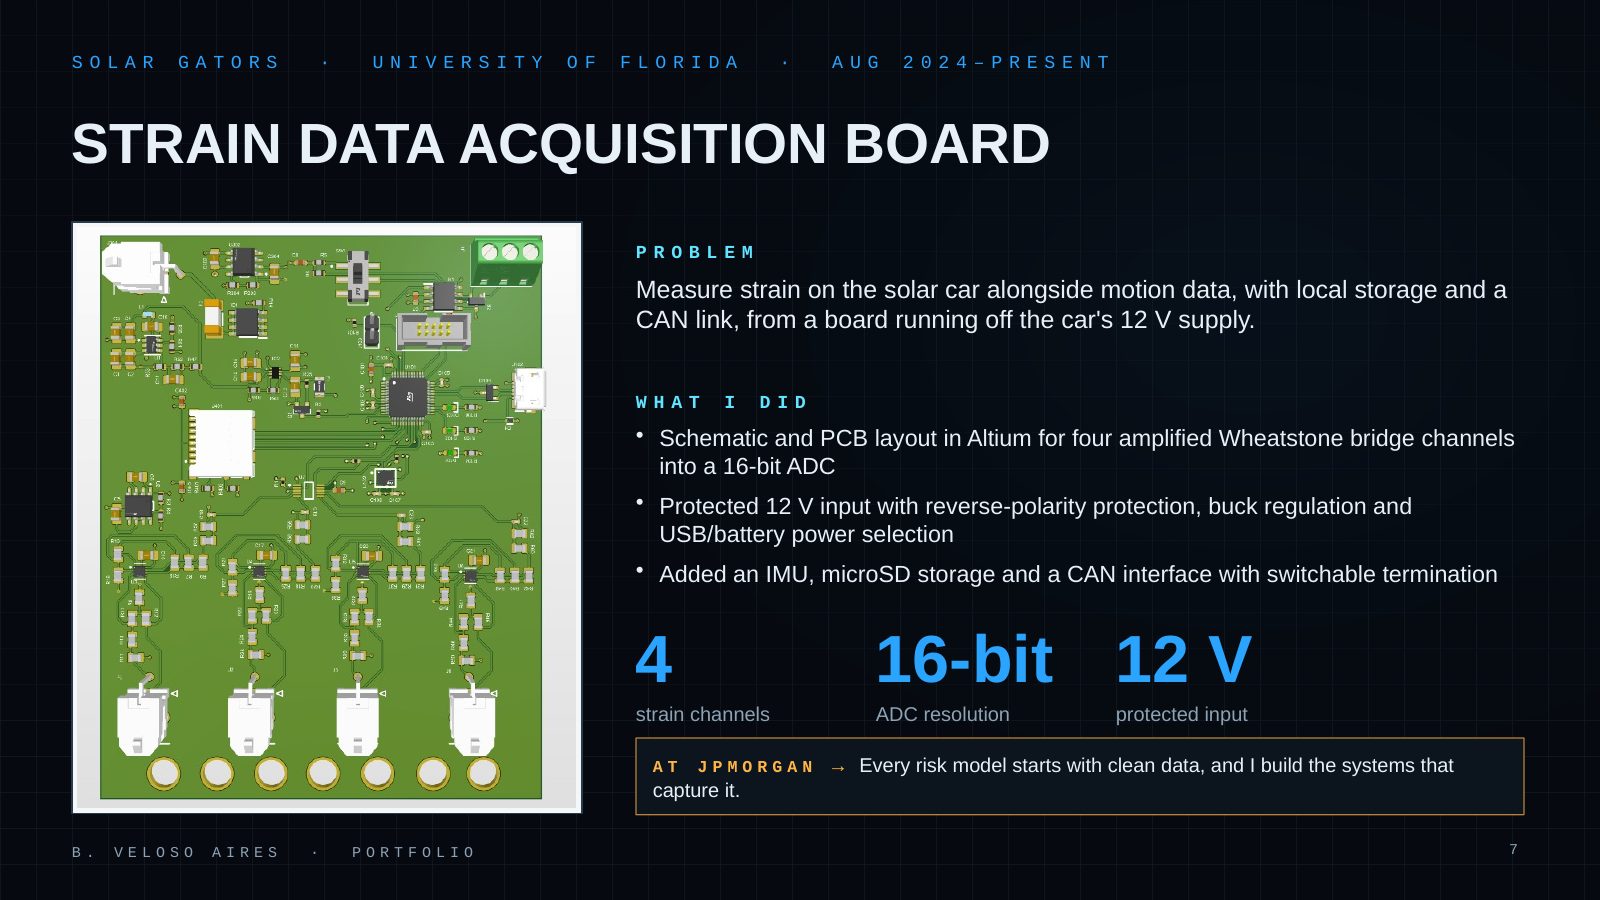 SOLAR GATORS · UNIVERSITY OF FLORIDA · AUG 2024–PRESENT
STRAIN DATA ACQUISITION BOARD
PROBLEM
Measure strain on the solar car alongside motion data, with local storage and a
CAN link, from a board running off the car's 12 V supply.
WHAT I DID
• Schematic and PCB layout in Altium for four amplified Wheatstone bridge channels
into a 16-bit ADC
• Protected 12 V input with reverse-polarity protection, buck regulation and
USB/battery power selection
• Added an IMU, microSD storage and a CAN interface with switchable termination
4 16-bit 12 V
strain channels ADC resolution protected input
AT JPMORGAN → Every risk model starts with clean data, and I build the systems that
capture it.
B. VELOSO AIRES · PORTFOLIO
7